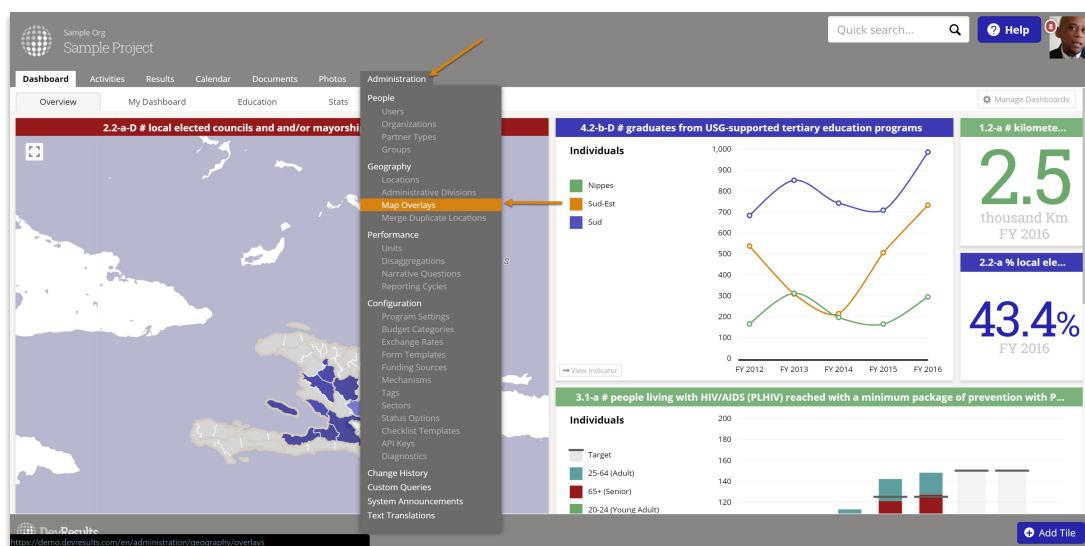 Sample Org
Sample Project
Quick search...
Help
8
Dashboard
Activities
Results
Calendar
Documents
Photos
Administration
Overview
My Dashboard
Education
Stats
Manage Dashboards
People
Users
Organizations
Partner Types
Groups
Geography
Locations
Administrative Divisions
Map Overlays
Merge Duplicate Locations
Performance
Units
Disaggregations
Narrative Questions
Reporting Cycles
Configuration
Program Settings
Budget Categories
Exchange Rates
Form Templates
Funding Sources
Mechanisms
Tags
Sectors
Status Options
Checklist Templates
API Keys
Diagnostics
Change History
Custom Queries
System Announcements
Text Translations
2.2-a-D # local elected councils and and/or mayorshi
S
4.2-b-D # graduates from USG-supported tertiary education programs
Individuals
Nippes
Sud-Est
Sud
1,000
900
800
700
600
500
400
300
200
100
0
FY 2012
FY 2013
FY 2014
FY 2015
FY 2016
View Indicator
1.2-a # kilomete...
2.5
thousand Km
FY 2016
2.2-a % local ele...
43.4%
FY 2016
3.1-a # people living with HIV/AIDS (PLHIV) reached with a minimum package of prevention with P...
Individuals
Target
25-64 (Adult)
65+ (Senior)
20-24 (Young Adult)
200
180
160
140
120
DevResults
https://demo.devresults.com/en/administration/geography/overlays
Add Tile